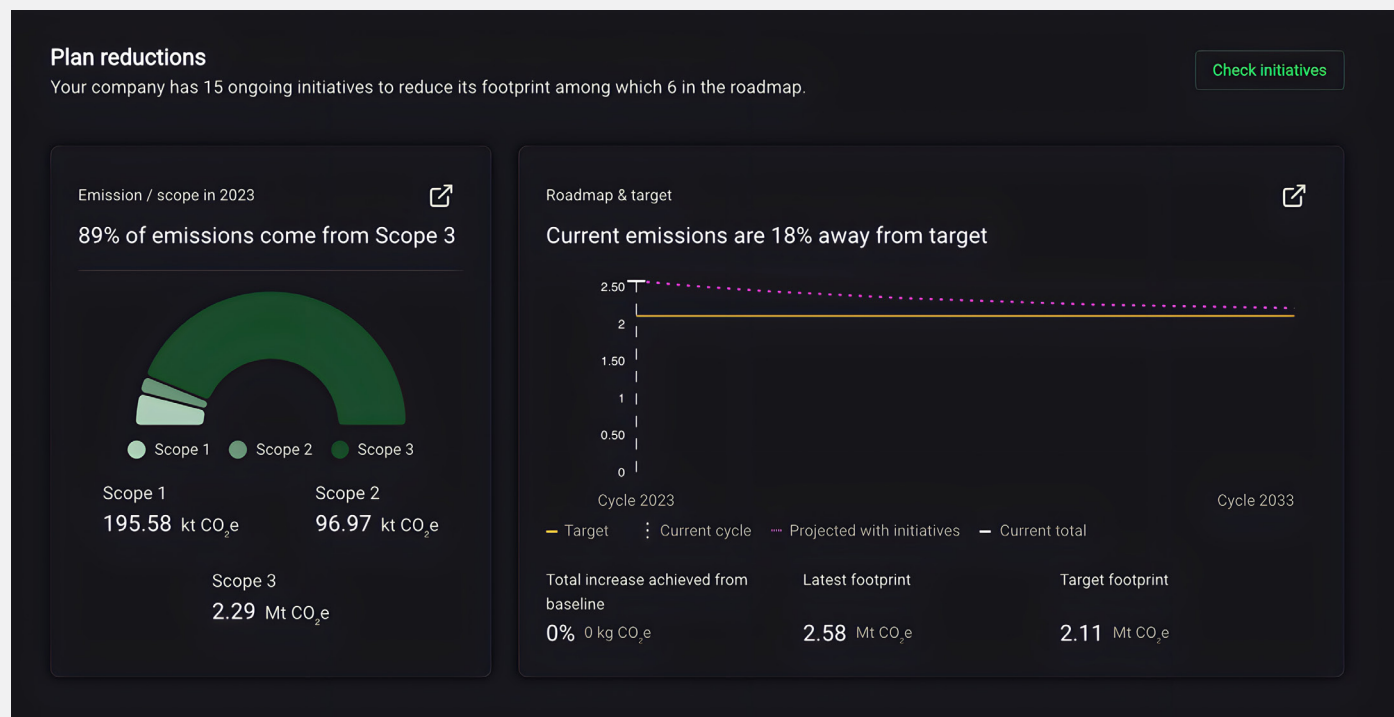 Plan reductions
Your company has 15 ongoing initiatives to reduce its footprint among which 6 in the roadmap.
Check initiatives
Emission / scope in 2023
89% of emissions come from Scope 3
Scope 1
Scope 2
Scope 3
Scope 1
195.58 kt CO₂e
Scope 2
96.97 kt CO₂e
Scope 3
2.29 Mt CO₂e
Roadmap & target
Current emissions are 18% away from target
2.50
2
1.50
1
0.50
0
Cycle 2023
Cycle 2033
Target
Current cycle
Projected with initiatives
Current total
Total increase achieved from
baseline
0% 0 kg CO₂e
Latest footprint
2.58 Mt CO₂e
Target footprint
2.11 Mt CO₂e